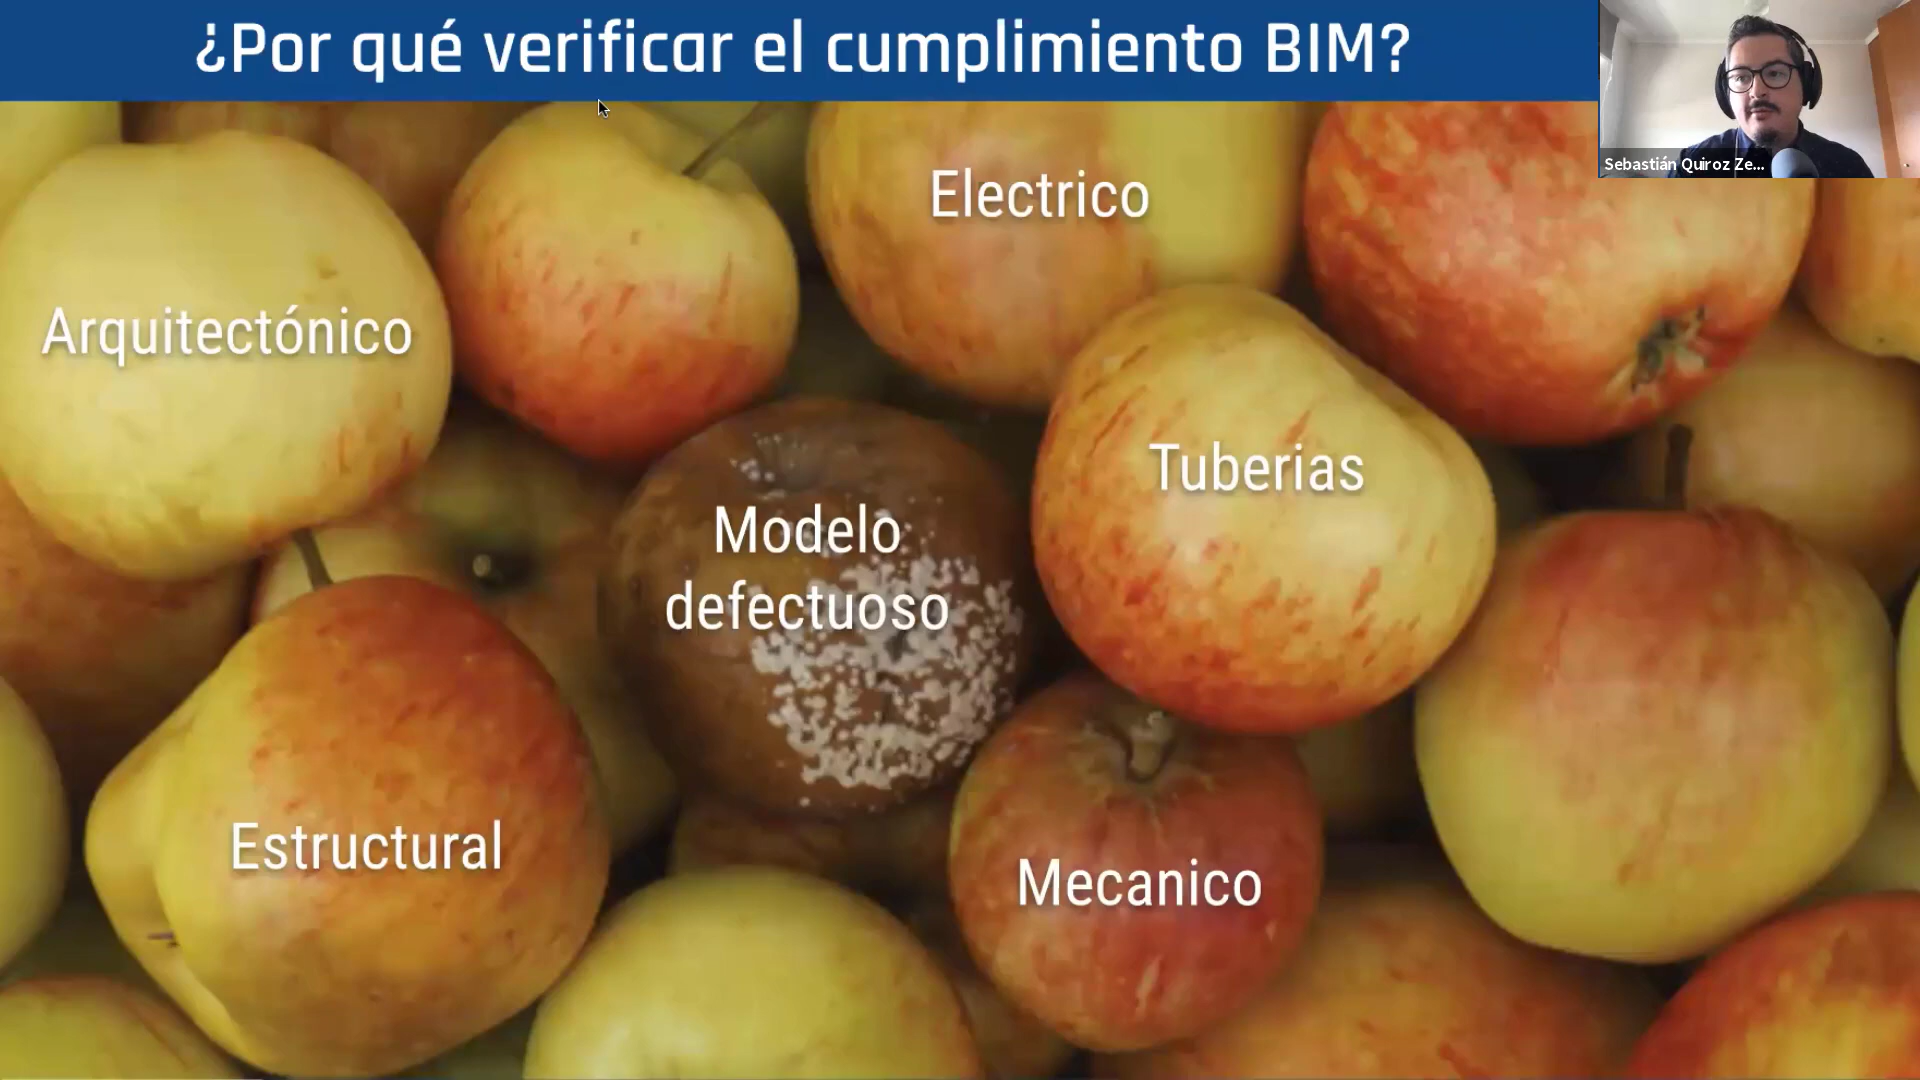 ¿Por qué verificar el cumplimiento BIM?
Sebastián Quiroz Ze...
Electrico
Arquitectónico
Tuberias
Modelo
defectuoso
Estructural
Mecanico